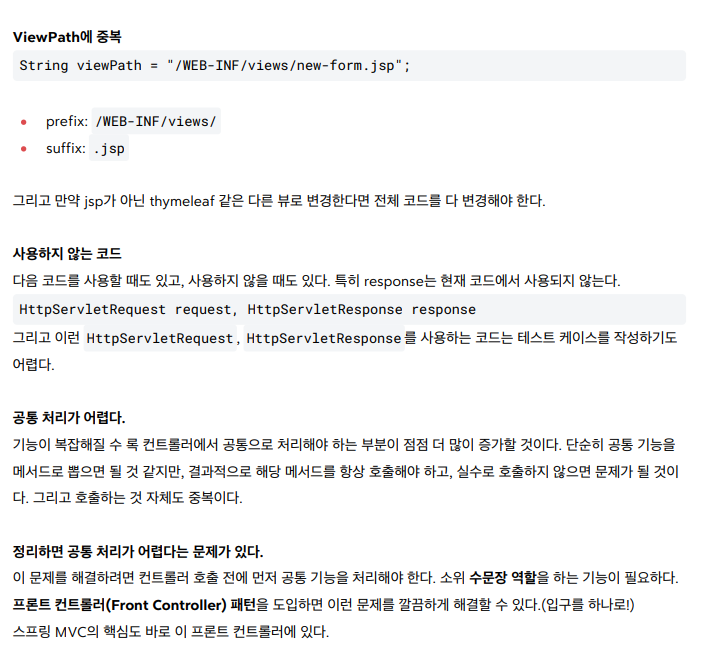 ViewPath에 중복
String viewPath = "/WEB-INF/views/new-form.jsp";
• prefix: /WEB-INF/views/
• suffix: .jsp
그리고 만약 jsp가 아닌 thymeleaf 같은 다른 뷰로 변경한다면 전체 코드를 다 변경해야 한다.
사용하지 않는 코드
다음 코드를 사용할 때도 있고, 사용하지 않을 때도 있다. 특히 response는 현재 코드에서 사용되지 않는다.
HttpServletRequest request, HttpServletResponse response
그리고 이런 HttpServletRequest, HttpServletResponse를 사용하는 코드는 테스트 케이스를 작성하기도
어렵다.
공통 처리가 어렵다.
기능이 복잡해질 수 록 컨트롤러에서 공통으로 처리해야 하는 부분이 점점 더 많이 증가할 것이다. 단순히 공통 기능을
메서드로 뽑으면 될 것 같지만, 결과적으로 해당 메서드를 항상 호출해야 하고, 실수로 호출하지 않으면 문제가 될 것이
다. 그리고 호출하는 것 자체도 중복이다.
정리하면 공통 처리가 어렵다는 문제가 있다.
이 문제를 해결하려면 컨트롤러 호출 전에 먼저 공통 기능을 처리해야 한다. 소위 수문장 역할을 하는 기능이 필요하다.
프론트 컨트롤러(Front Controller) 패턴을 도입하면 이런 문제를 깔끔하게 해결할 수 있다.(입구를 하나로!)
스프링 MVC의 핵심도 바로 이 프론트 컨트롤러에 있다.